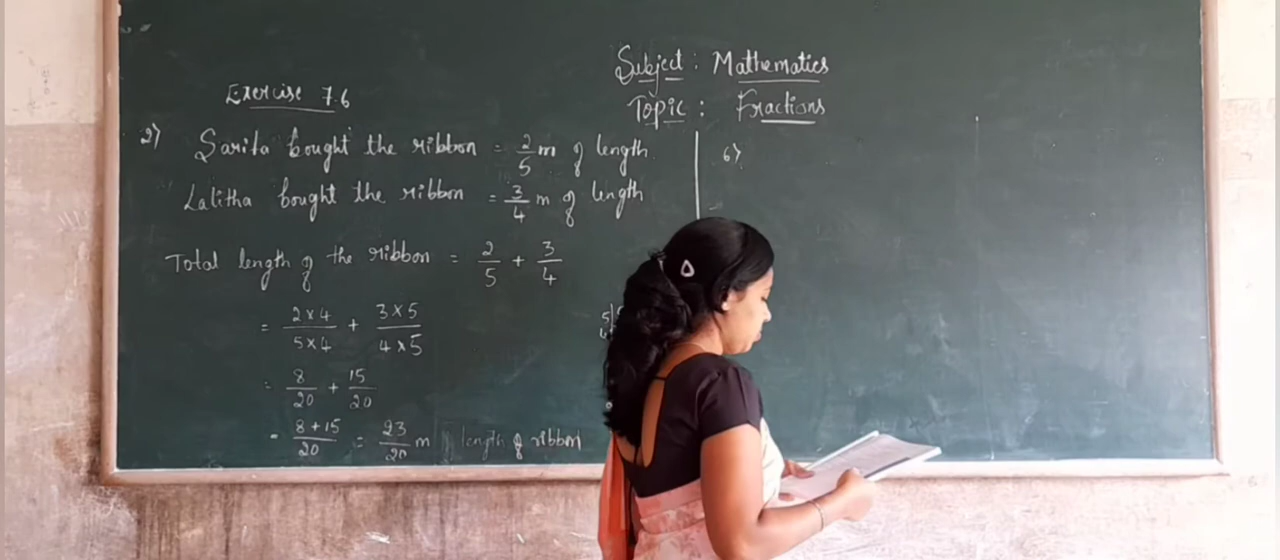 Subject : Mathematics
Topic : Fractions
Exercise 7.6
2) Sarita bought the ribbon = 2/5 m of length.
Lalitha bought the ribbon = 3/4 m of length
Total length of the ribbon = 2/5 + 3/4
= 2×4/5×4 + 3×5/4×5
= 8/20 + 15/20
= 8+15/20 = 23/20 m length of ribbon
6)